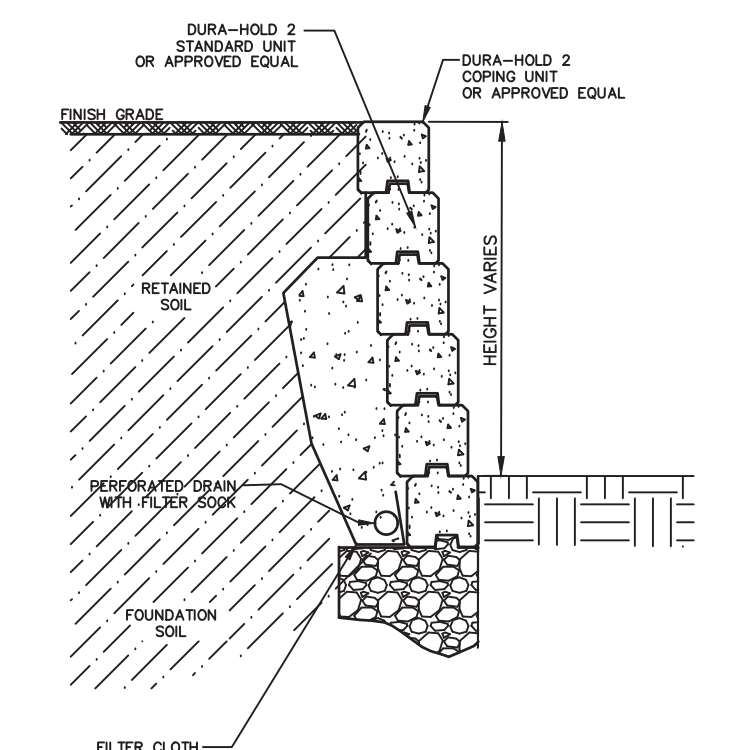 DURA-HOLD 2
STANDARD UNIT
OR APPROVED EQUAL
DURA-HOLD 2
COPING UNIT
OR APPROVED EQUAL
FINISH GRADE
HEIGHT VARIES
RETAINED
SOIL
PERFORATED DRAIN
WITH FILTER SOCK
FOUNDATION
SOIL
FILTER CLOTH